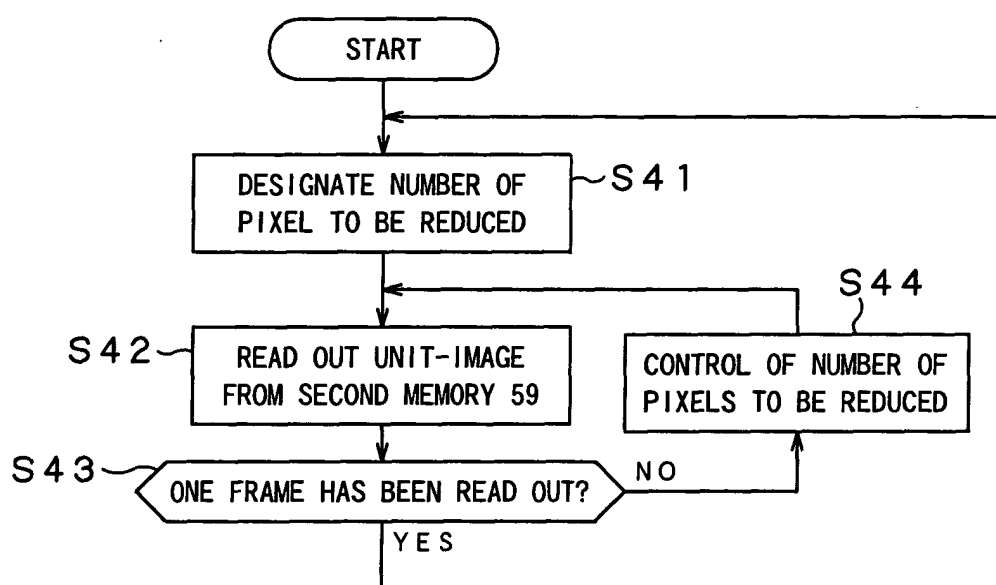 START
DESIGNATE NUMBER OF
PIXEL TO BE REDUCED
S41
S44
S42
READ OUT UNIT-IMAGE
FROM SECOND MEMORY 59
CONTROL OF NUMBER OF
PIXELS TO BE REDUCED
S43
ONE FRAME HAS BEEN READ OUT?
NO
YES